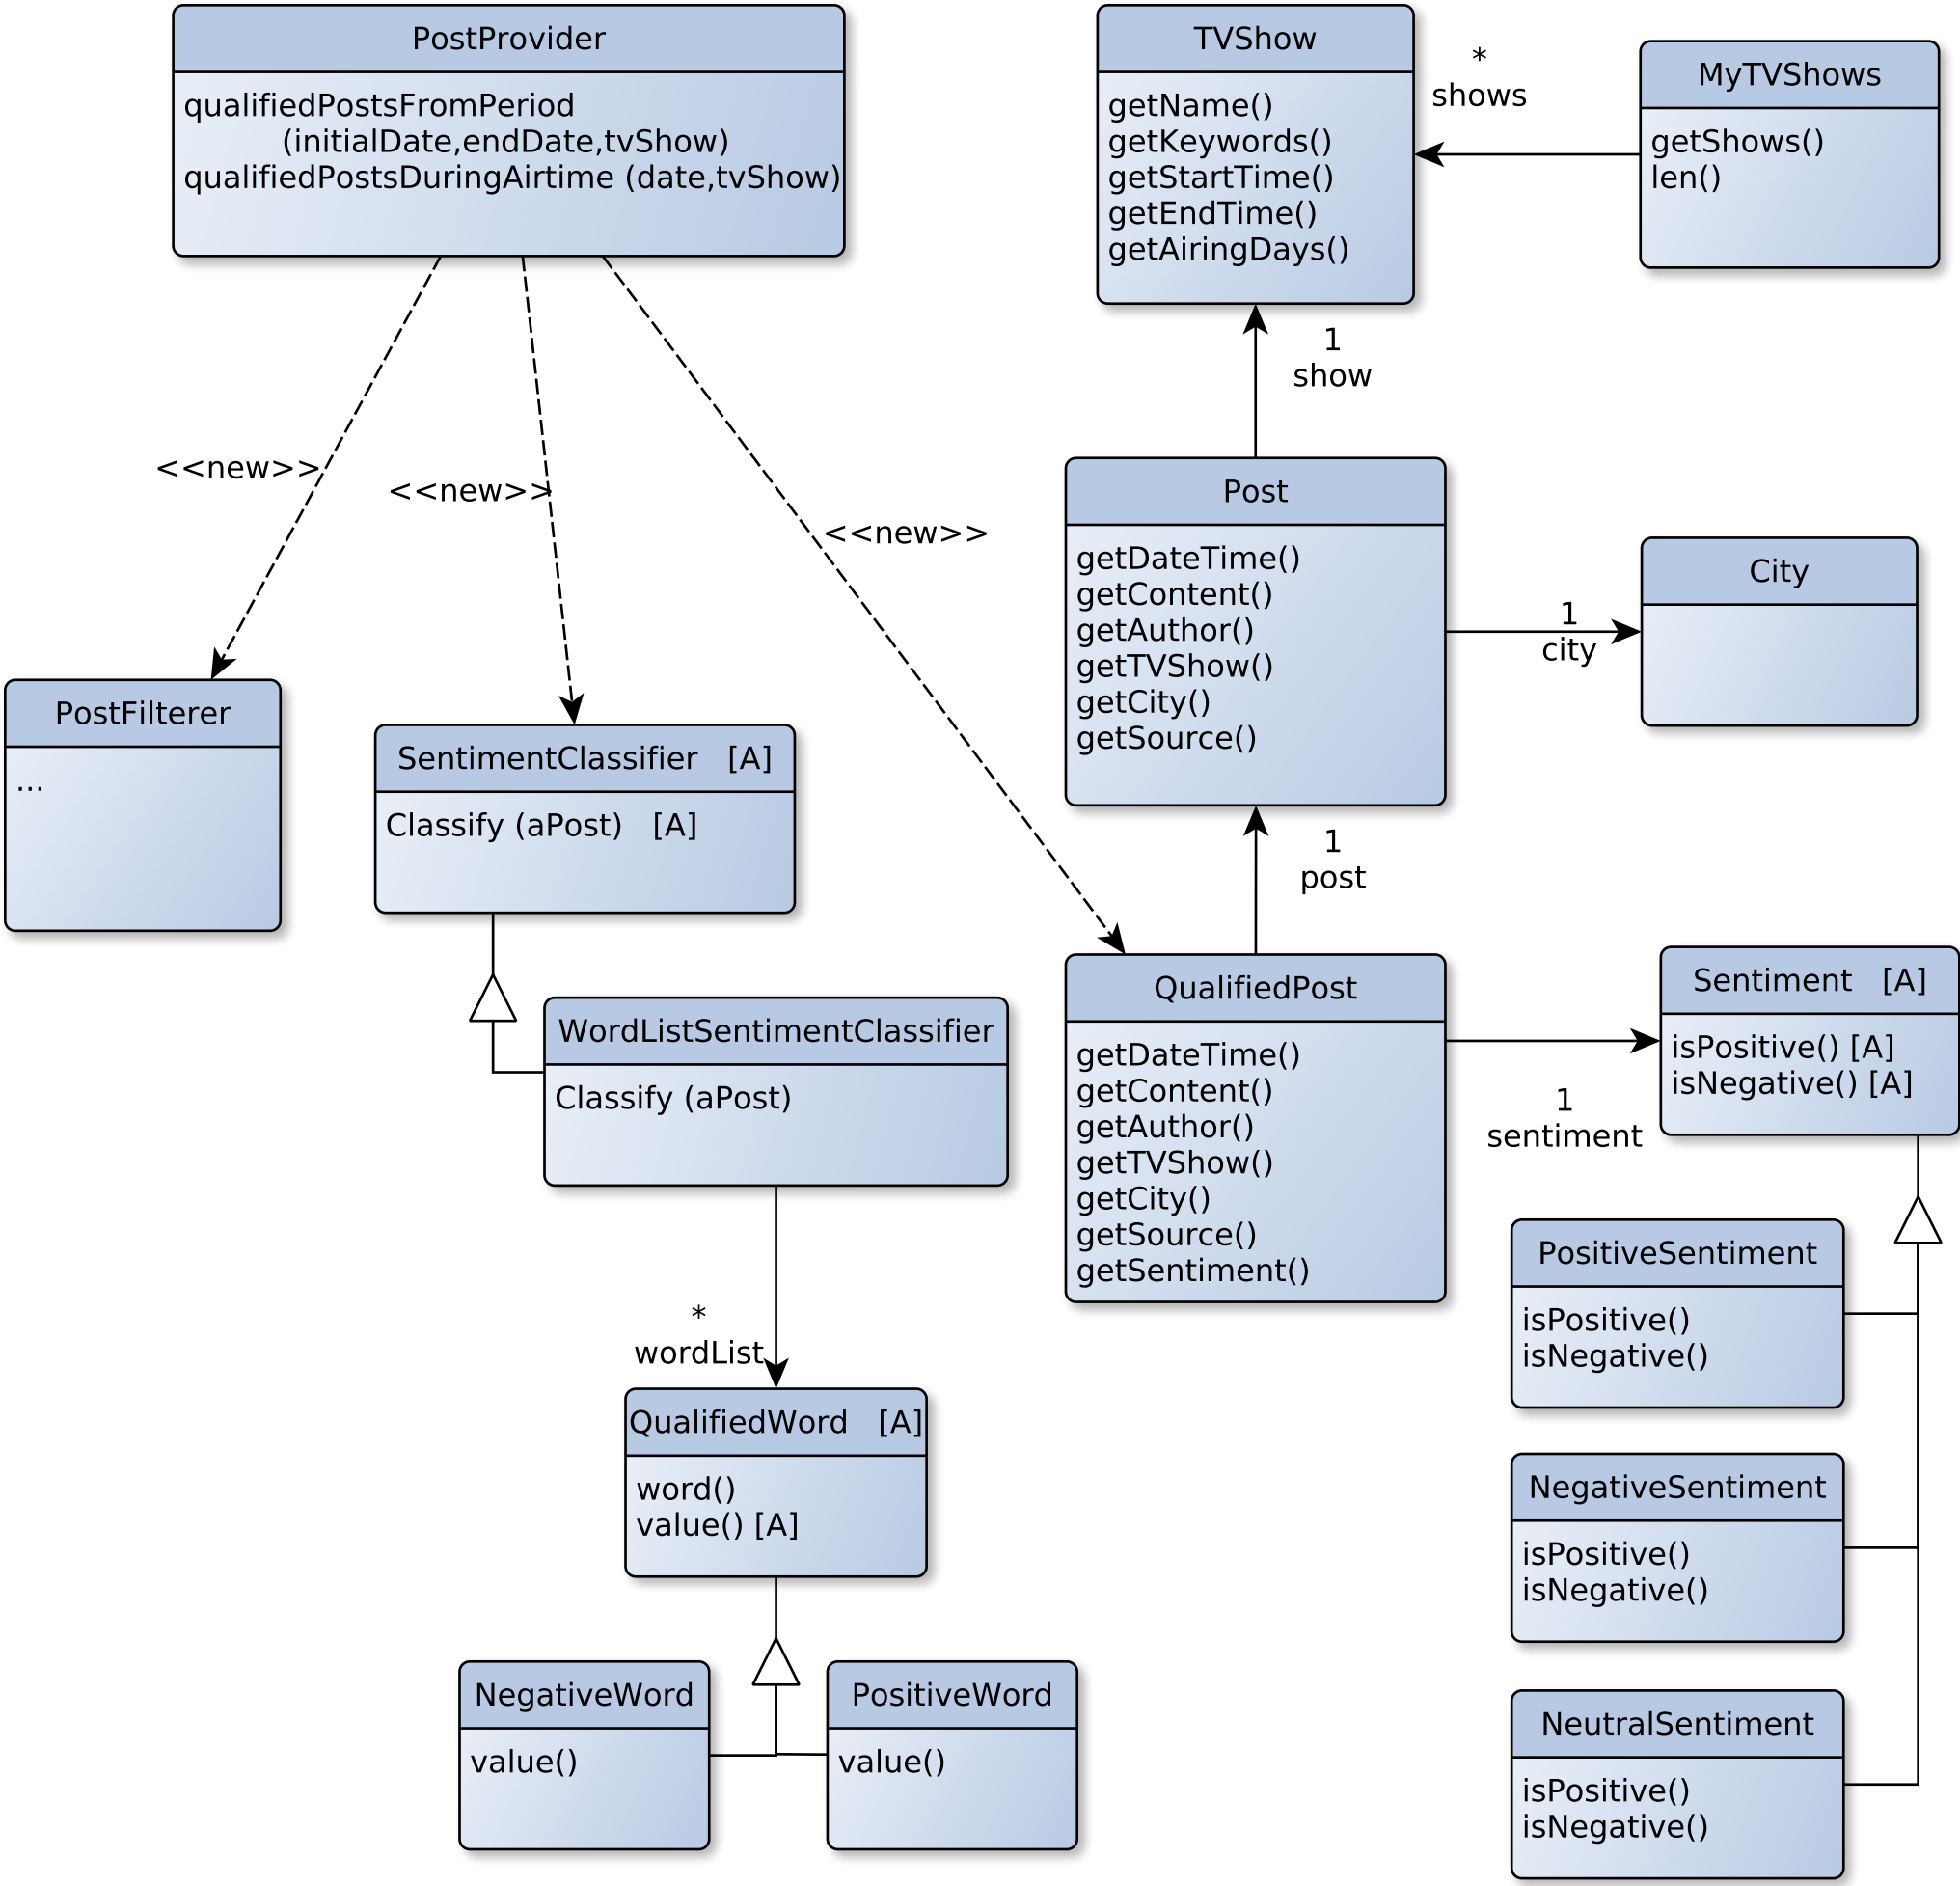 PostProvider
qualifiedPostsFromPeriod
(initialDate,endDate,tvShow)
qualifiedPostsDuringAirtime (date,tvShow)
TVShow
getName()
getKeywords()
getStartTime()
getEndTime()
getAiringDays()
*
shows
MyTVShows
getShows()
len()
1
show
<<new>>
<<new>>
<<new>>
Post
getDateTime()
getContent()
getAuthor()
getTVShow()
getCity()
getSource()
1
city
City
PostFilterer
...
SentimentClassifier   [A]
Classify (aPost)   [A]
1
post
WordListSentimentClassifier
Classify (aPost)
QualifiedPost
getDateTime()
getContent()
getAuthor()
getTVShow()
getCity()
getSource()
getSentiment()
1
sentiment
Sentiment   [A]
isPositive() [A]
isNegative() [A]
PositiveSentiment
isPositive()
isNegative()
*
wordList
QualifiedWord   [A]
word()
value() [A]
NegativeSentiment
isPositive()
isNegative()
NegativeWord
value()
PositiveWord
value()
NeutralSentiment
isPositive()
isNegative()